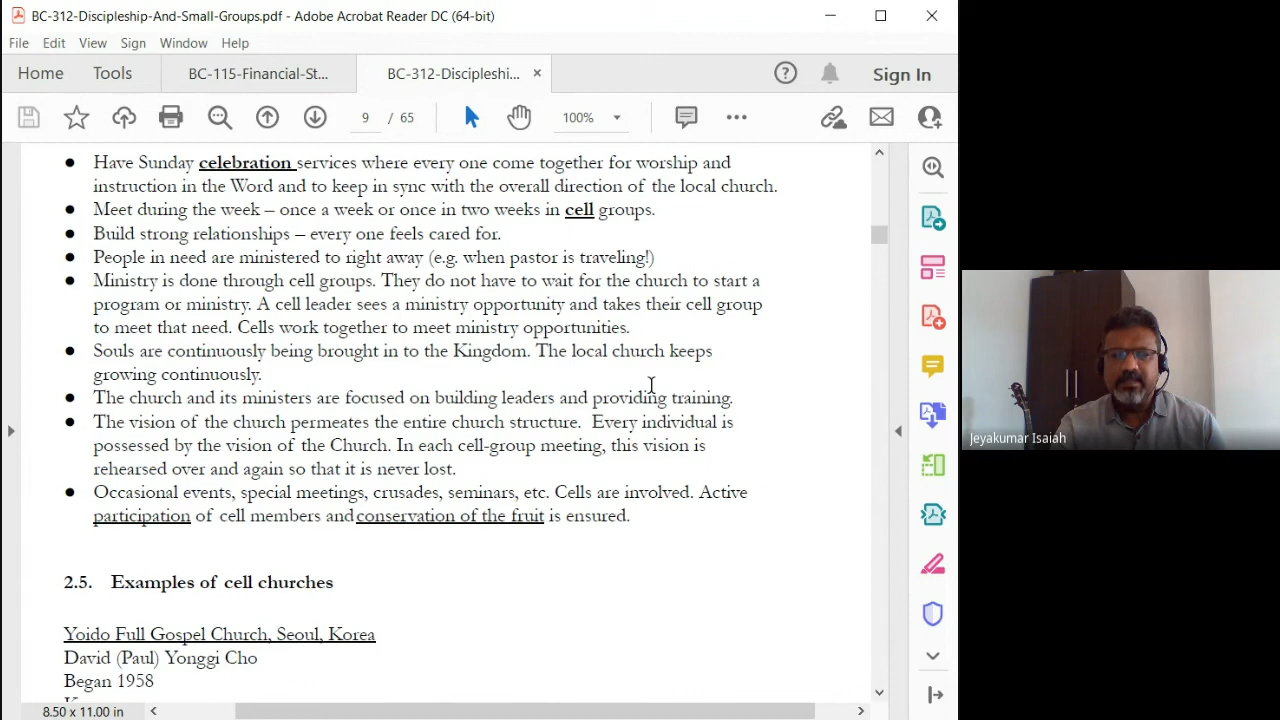 BC-312-Discipleship-And-Small-Groups.pdf - Adobe Acrobat Reader DC (64-bit)
File Edit View Sign Window Help
Home Tools BC-115-Financial-St... BC-312-Discipleshi... Sign In
9 / 65 100%
● Have Sunday celebration services where every one come together for worship and
instruction in the Word and to keep in sync with the overall direction of the local church.
● Meet during the week – once a week or once in two weeks in cell groups.
● Build strong relationships – every one feels cared for.
● People in need are ministered to right away (e.g. when pastor is traveling!)
● Ministry is done through cell groups. They do not have to wait for the church to start a
program or ministry. A cell leader sees a ministry opportunity and takes their cell group
to meet that need. Cells work together to meet ministry opportunities.
● Souls are continuously being brought in to the Kingdom. The local church keeps
growing continuously.
● The church and its ministers are focused on building leaders and providing training.
● The vision of the church permeates the entire church structure. Every individual is
possessed by the vision of the Church. In each cell-group meeting, this vision is
rehearsed over and again so that it is never lost.
● Occasional events, special meetings, crusades, seminars, etc. Cells are involved. Active
participation of cell members and conservation of the fruit is ensured.
2.5. Examples of cell churches
Yoido Full Gospel Church, Seoul, Korea
David (Paul) Yonggi Cho
Began 1958
8.50 x 11.00 in
Jeyakumar Isaiah